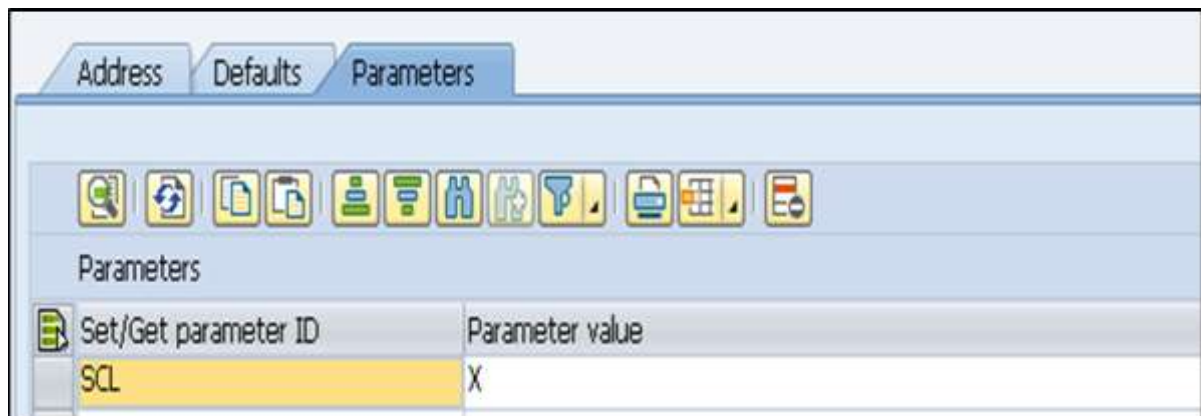 Address Defaults Parameters
Parameters
Set/Get parameter ID Parameter value
SCL X